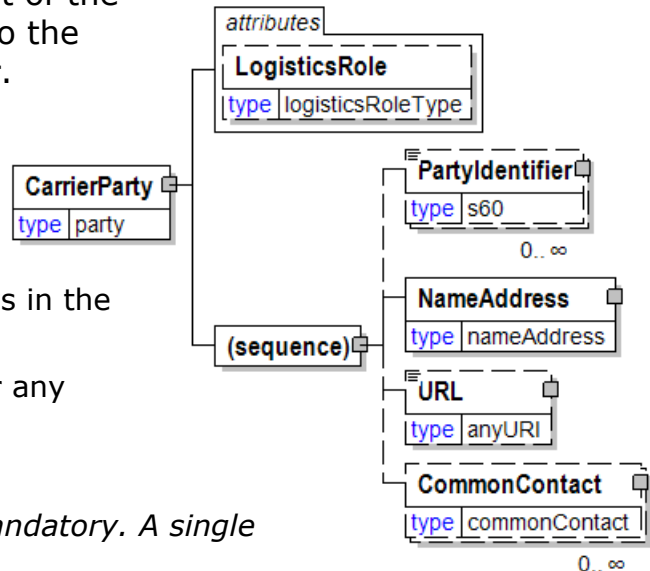 t of the
o the
.
attributes
LogisticsRole
type logisticsRoleType
CarrierParty
type party
PartyIdentifier
type s60
0.. ∞
s in the
NameAddress
type nameAddress
(sequence)
r any
URL
type anyURI
CommonContact
type commonContact
andatory. A single
0.. ∞